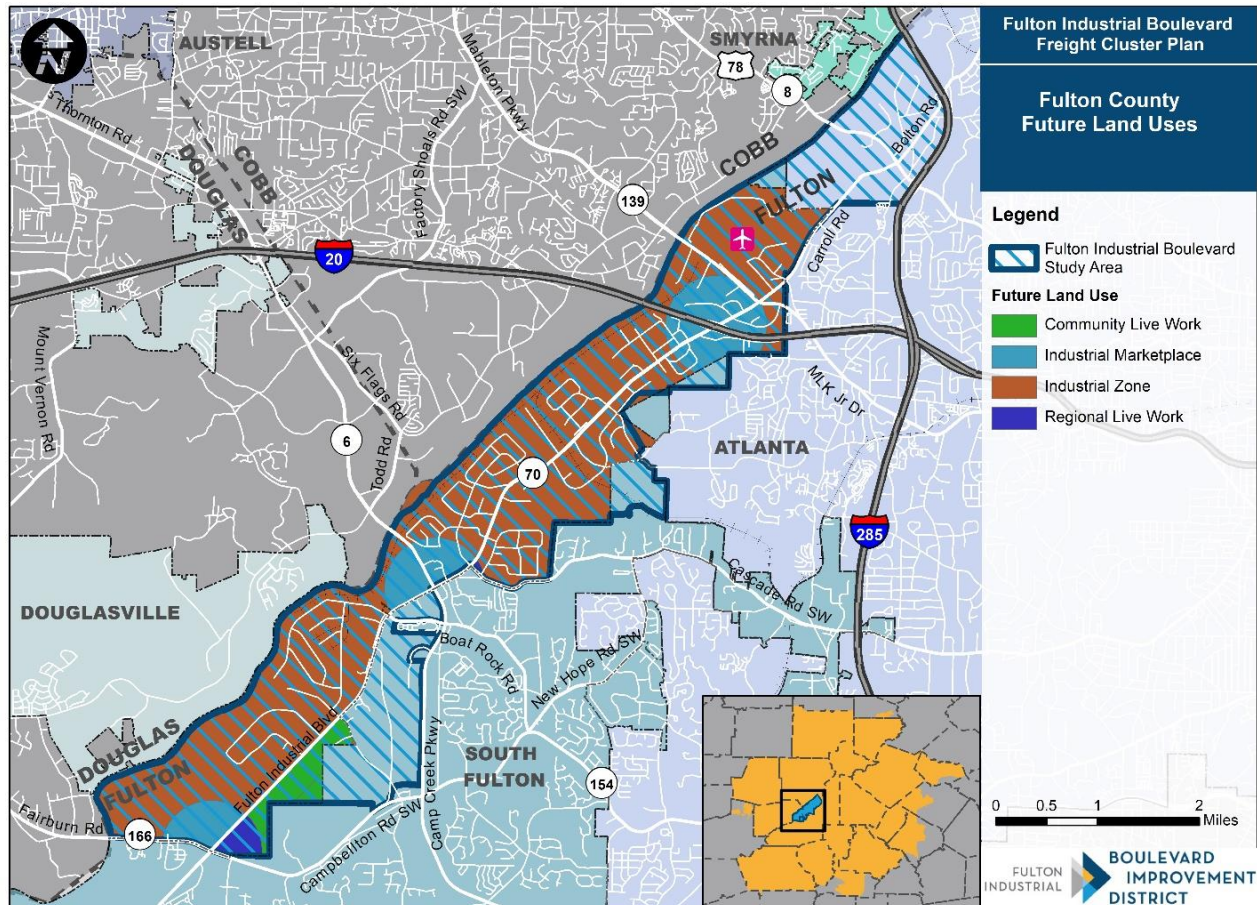 Fulton Industrial Boulevard
Freight Cluster Plan
Fulton County
Future Land Uses
Legend
Fulton Industrial Boulevard
Study Area
Future Land Use
Community Live Work
Industrial Marketplace
Industrial Zone
Regional Live Work
0 0.5 1 2
Miles
FULTON
INDUSTRIAL
BOULEVARD
IMPROVEMENT
DISTRICT
N
AUSTELL
SMYRNA
78
8
Thornton Rd
COBB
DOUGLAS
Factory Shoals Rd SW
Mableton Pkwy
Bolton Rd
COBB
FULTON
139
20
Carroll Rd
Mount Vernon Rd
Six Flags Rd
MLK Jr Dr
6
Todd Rd
70
ATLANTA
285
DOUGLASVILLE
Cascade Rd SW
Boat Rock Rd
New Hope Rd SW
DOUGLAS
FULTON
Fulton Industrial Blvd
Camp Creek Pkwy
SOUTH
FULTON
154
Fairburn Rd
166
Campbellton Rd SW